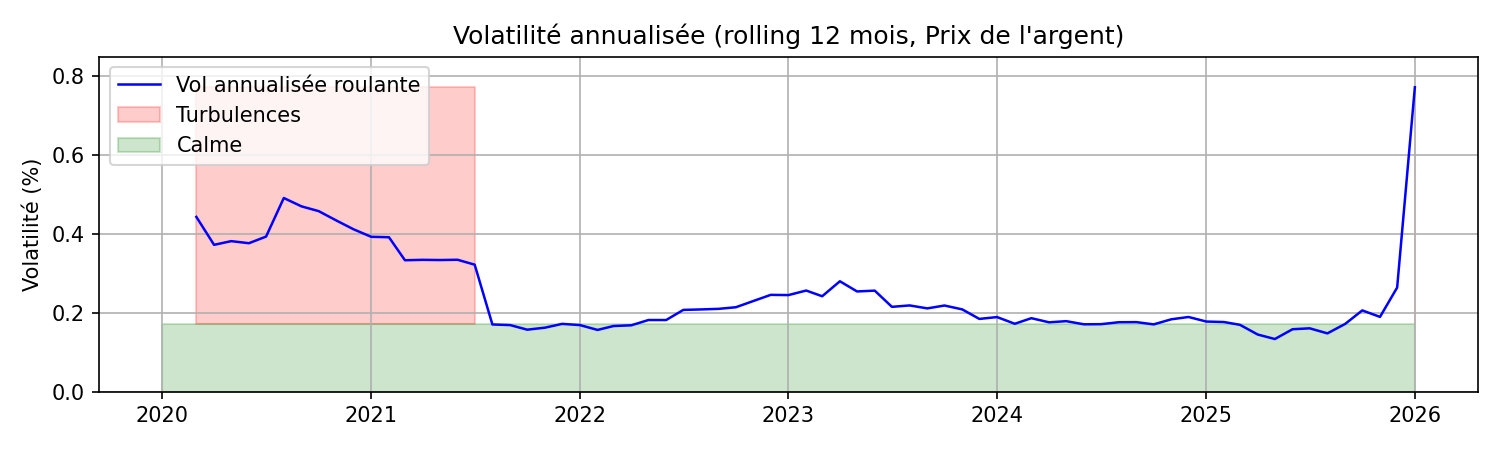 Volatilité annualisée (rolling 12 mois, Prix de l'argent)
Volatilité (%)
0.8
0.6
0.4
0.2
0.0
Vol annualisée roulante
Turbulences
Calme
2020 2021 2022 2023 2024 2025 2026